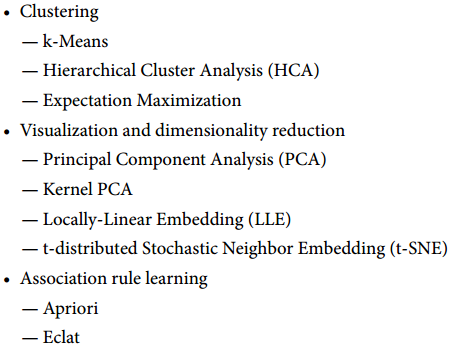 • Clustering
— k-Means
— Hierarchical Cluster Analysis (HCA)
— Expectation Maximization
• Visualization and dimensionality reduction
— Principal Component Analysis (PCA)
— Kernel PCA
— Locally-Linear Embedding (LLE)
— t-distributed Stochastic Neighbor Embedding (t-SNE)
• Association rule learning
— Apriori
— Eclat